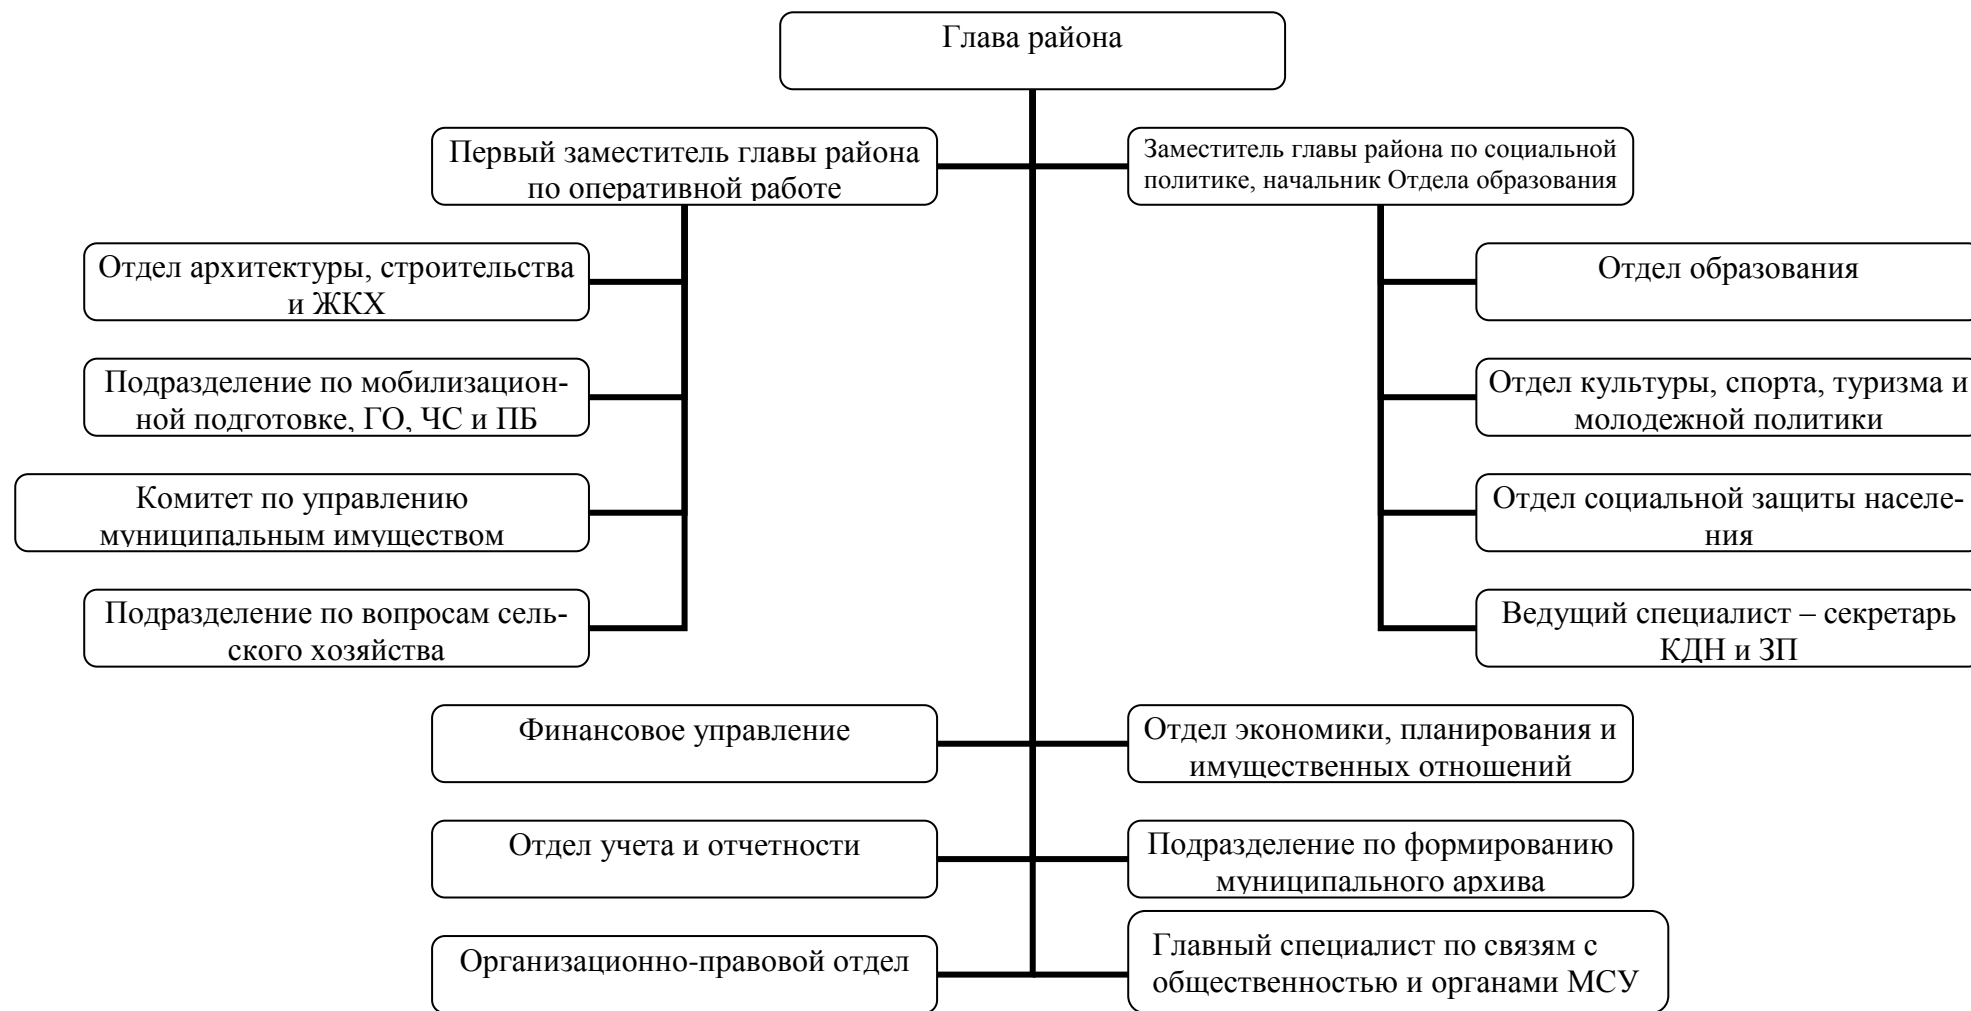 Глава района
Первый заместитель главы района
по оперативной работе
Заместитель главы района по социальной
политике, начальник Отдела образования
Отдел архитектуры, строительства
и ЖКХ
Отдел образования
Подразделение по мобилизацион-
ной подготовке, ГО, ЧС и ПБ
Отдел культуры, спорта, туризма и
молодежной политики
Комитет по управлению
муниципальным имуществом
Отдел социальной защиты населе-
ния
Подразделение по вопросам сель-
ского хозяйства
Ведущий специалист – секретарь
КДН и ЗП
Финансовое управление
Отдел экономики, планирования и
имущественных отношений
Отдел учета и отчетности
Подразделение по формированию
муниципального архива
Организационно-правовой отдел
Главный специалист по связям с
общественностью и органами МСУ